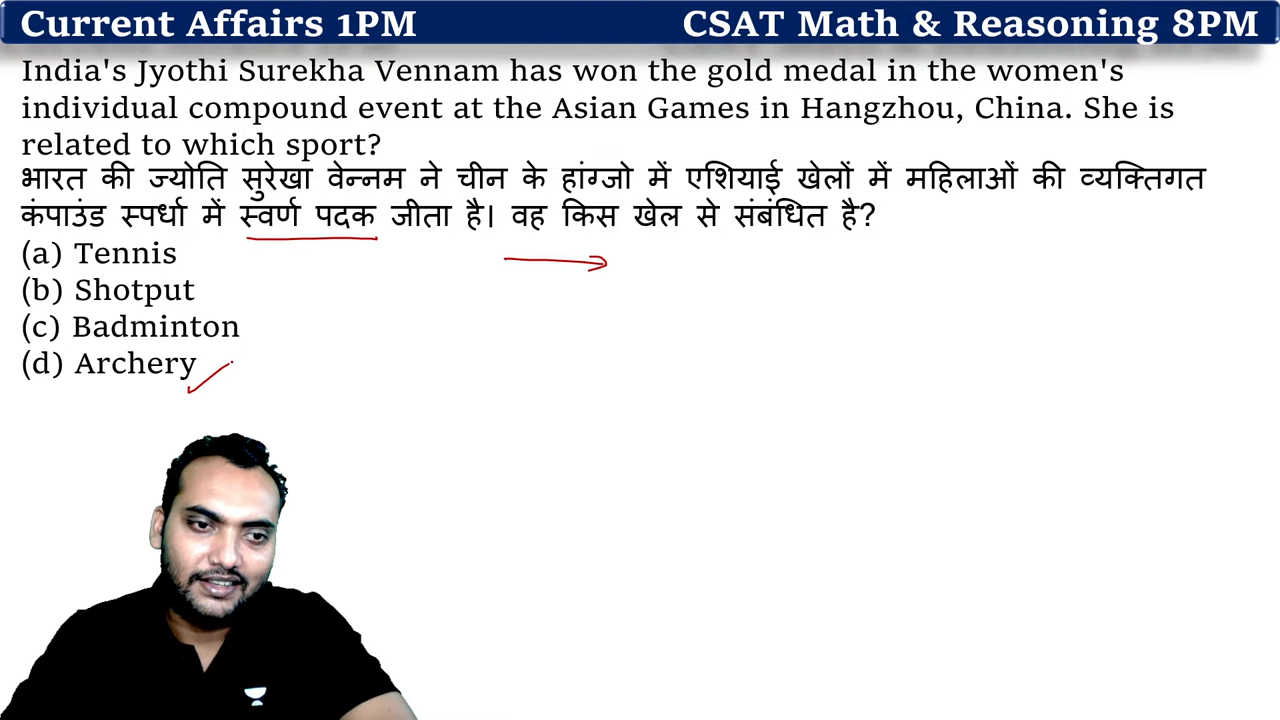 Current Affairs 1PM
CSAT Math & Reasoning 8PM
India's Jyothi Surekha Vennam has won the gold medal in the women's
individual compound event at the Asian Games in Hangzhou, China. She is
related to which sport?
भारत की ज्योति सुरेखा वेन्नम ने चीन के हांग्जो में एशियाई खेलों में महिलाओं की व्यक्तिगत
कंपाउंड स्पर्धा में स्वर्ण पदक जीता है। वह किस खेल से संबंधित है?
(a) Tennis
(b) Shotput
(c) Badminton
(d) Archery